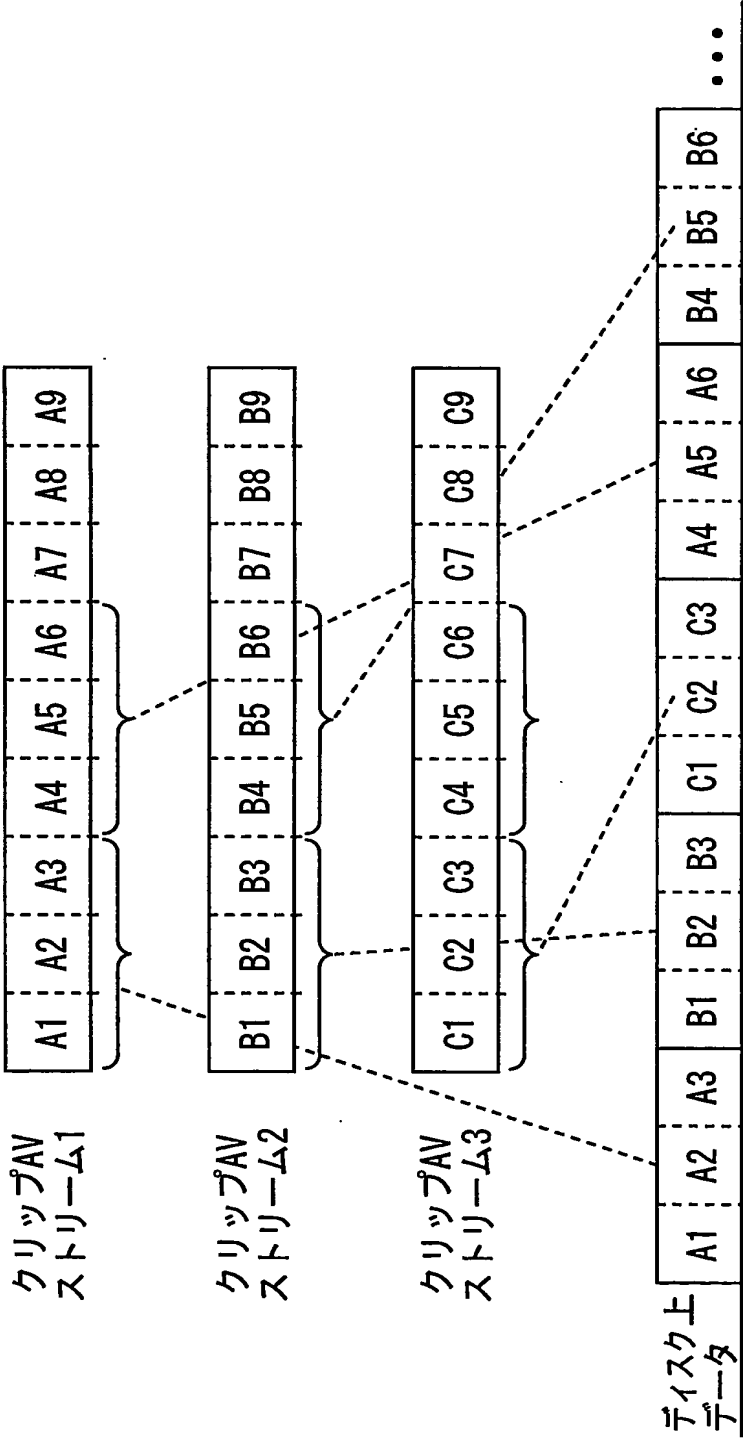 クリップAV
ストリーム1
A1 A2 A3 A4 A5 A6 A7 A8 A9
クリップAV
ストリーム2
B1 B2 B3 B4 B5 B6 B7 B8 B9
クリップAV
ストリーム3
C1 C2 C3 C4 C5 C6 C7 C8 C9
ディスク上
データ
A1 A2 A3 B1 B2 B3 C1 C2 C3 A4 A5 A6 B4 B5 B6 •••